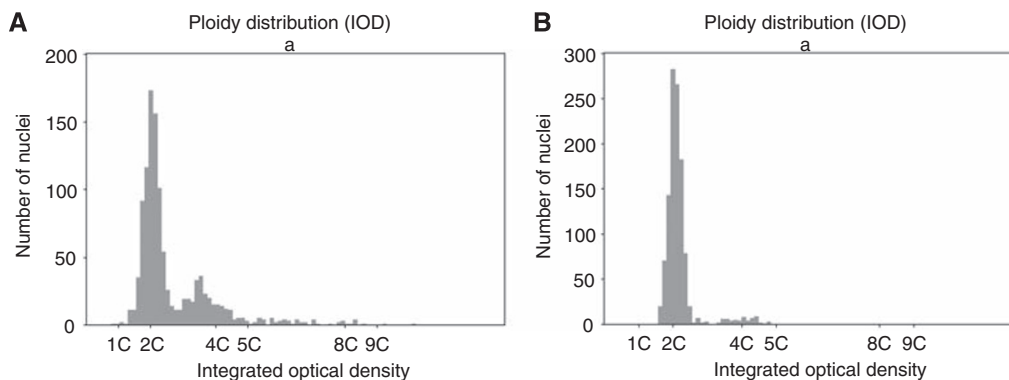 A
Ploidy distribution (IOD)
a
Number of nuclei
200
150
100
50
0
1C 2C 4C 5C 8C 9C
Integrated optical density
B
Ploidy distribution (IOD)
a
Number of nuclei
300
250
200
150
100
50
0
1C 2C 4C 5C 8C 9C
Integrated optical density